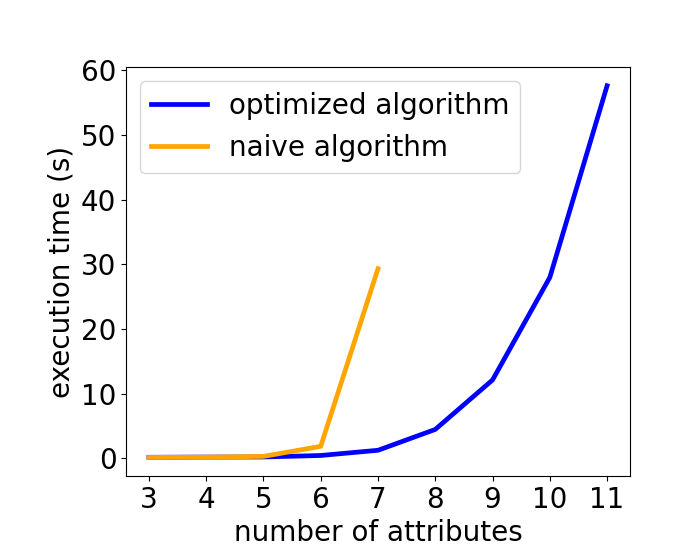 60
50
40
30
20
10
0
execution time (s)
optimized algorithm
naive algorithm
3 4 5 6 7 8 9 10 11
number of attributes